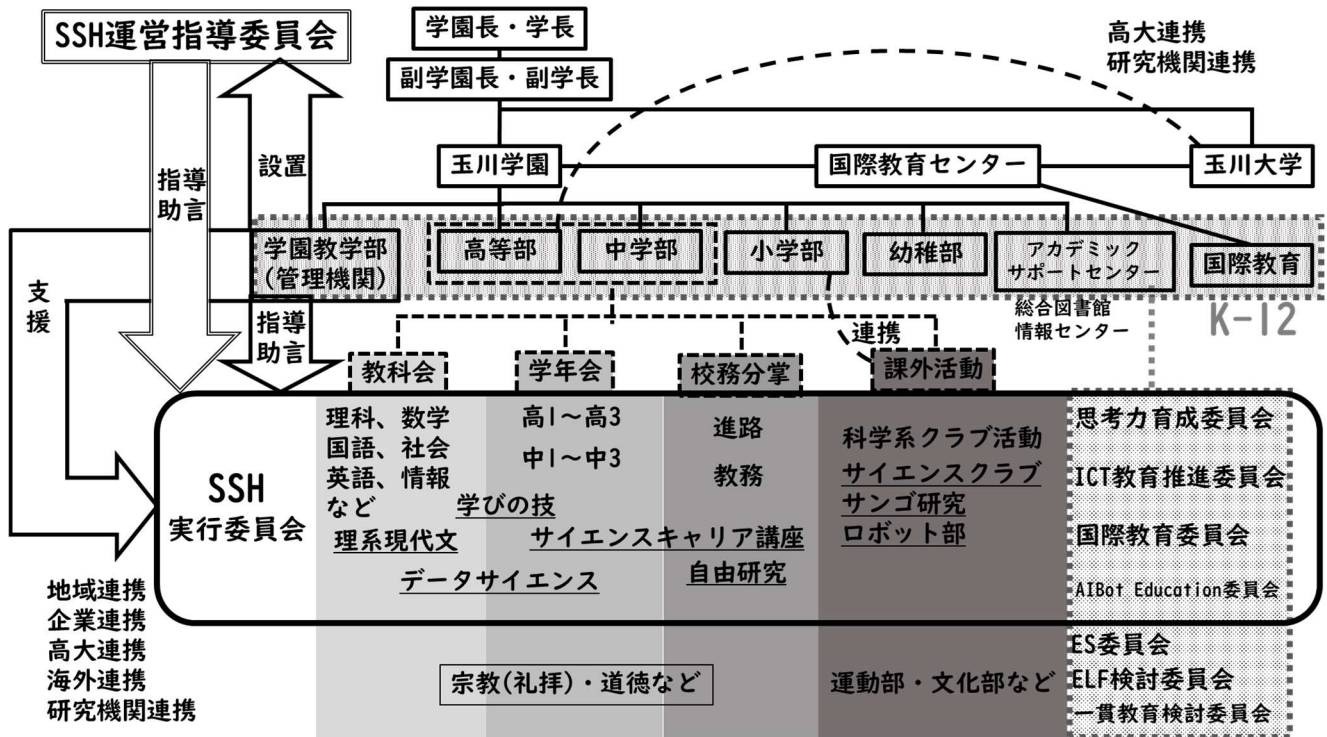 SSH運営指導委員会
学園長・学長
副学園長・副学長
高大連携
研究機関連携
玉川学園
国際教育センター
玉川大学
設置
指導
助言
学園教学部
(管理機関)
高等部
中学部
小学部
幼稚部
アカデミック
サポートセンター
国際教育
総合図書館
情報センター
K-12
支
援
指導
助言
連携
教科会
学年会
校務分掌
課外活動
SSH
実行委員会
理科、数学
国語、社会
英語、情報
など
高1～高3
中1～中3
進路
教務
科学系クラブ活動
サイエンスクラブ
サンゴ研究
ロボット部
学びの技
理系現代文
サイエンスキャリア講座
データサイエンス
自由研究
思考力育成委員会
ICT教育推進委員会
国際教育委員会
AIBot Education委員会
地域連携
企業連携
高大連携
海外連携
研究機関連携
宗教(礼拝)・道徳など
運動部・文化部など
ES委員会
ELF検討委員会
一貫教育検討委員会